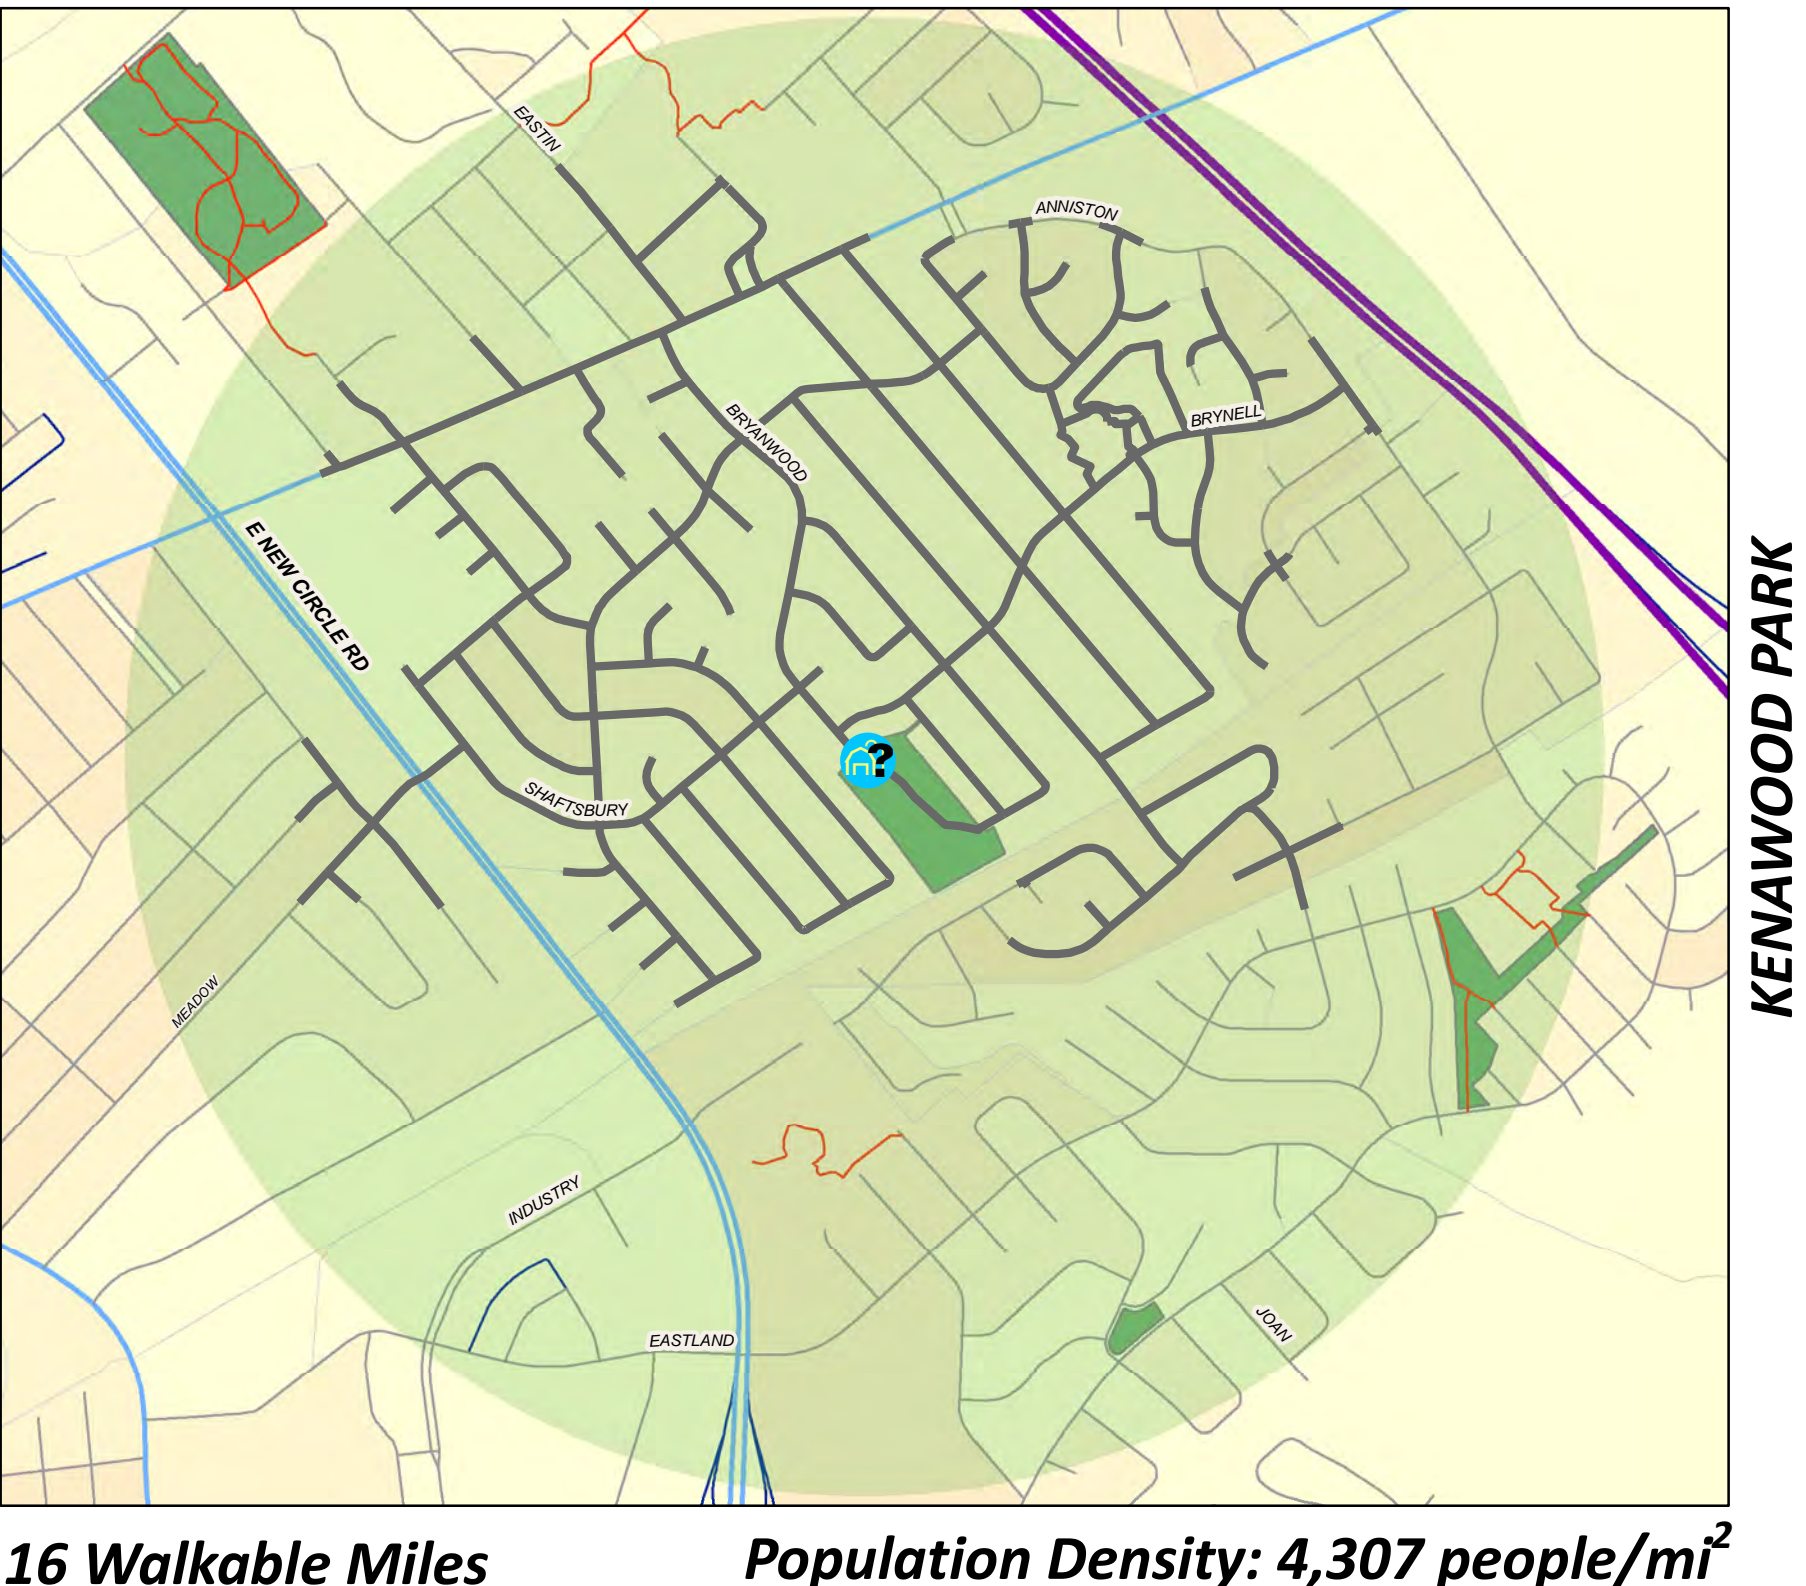 EASTIN
ANNISTON
BRYANWOOD
BRYNELL
E NEW CIRCLE RD
?
SHAFTSBURY
MEADOW
INDUSTRY
EASTLAND
JOAN
KENAWOOD PARK
16 Walkable Miles
Population Density: 4,307 people/mi²